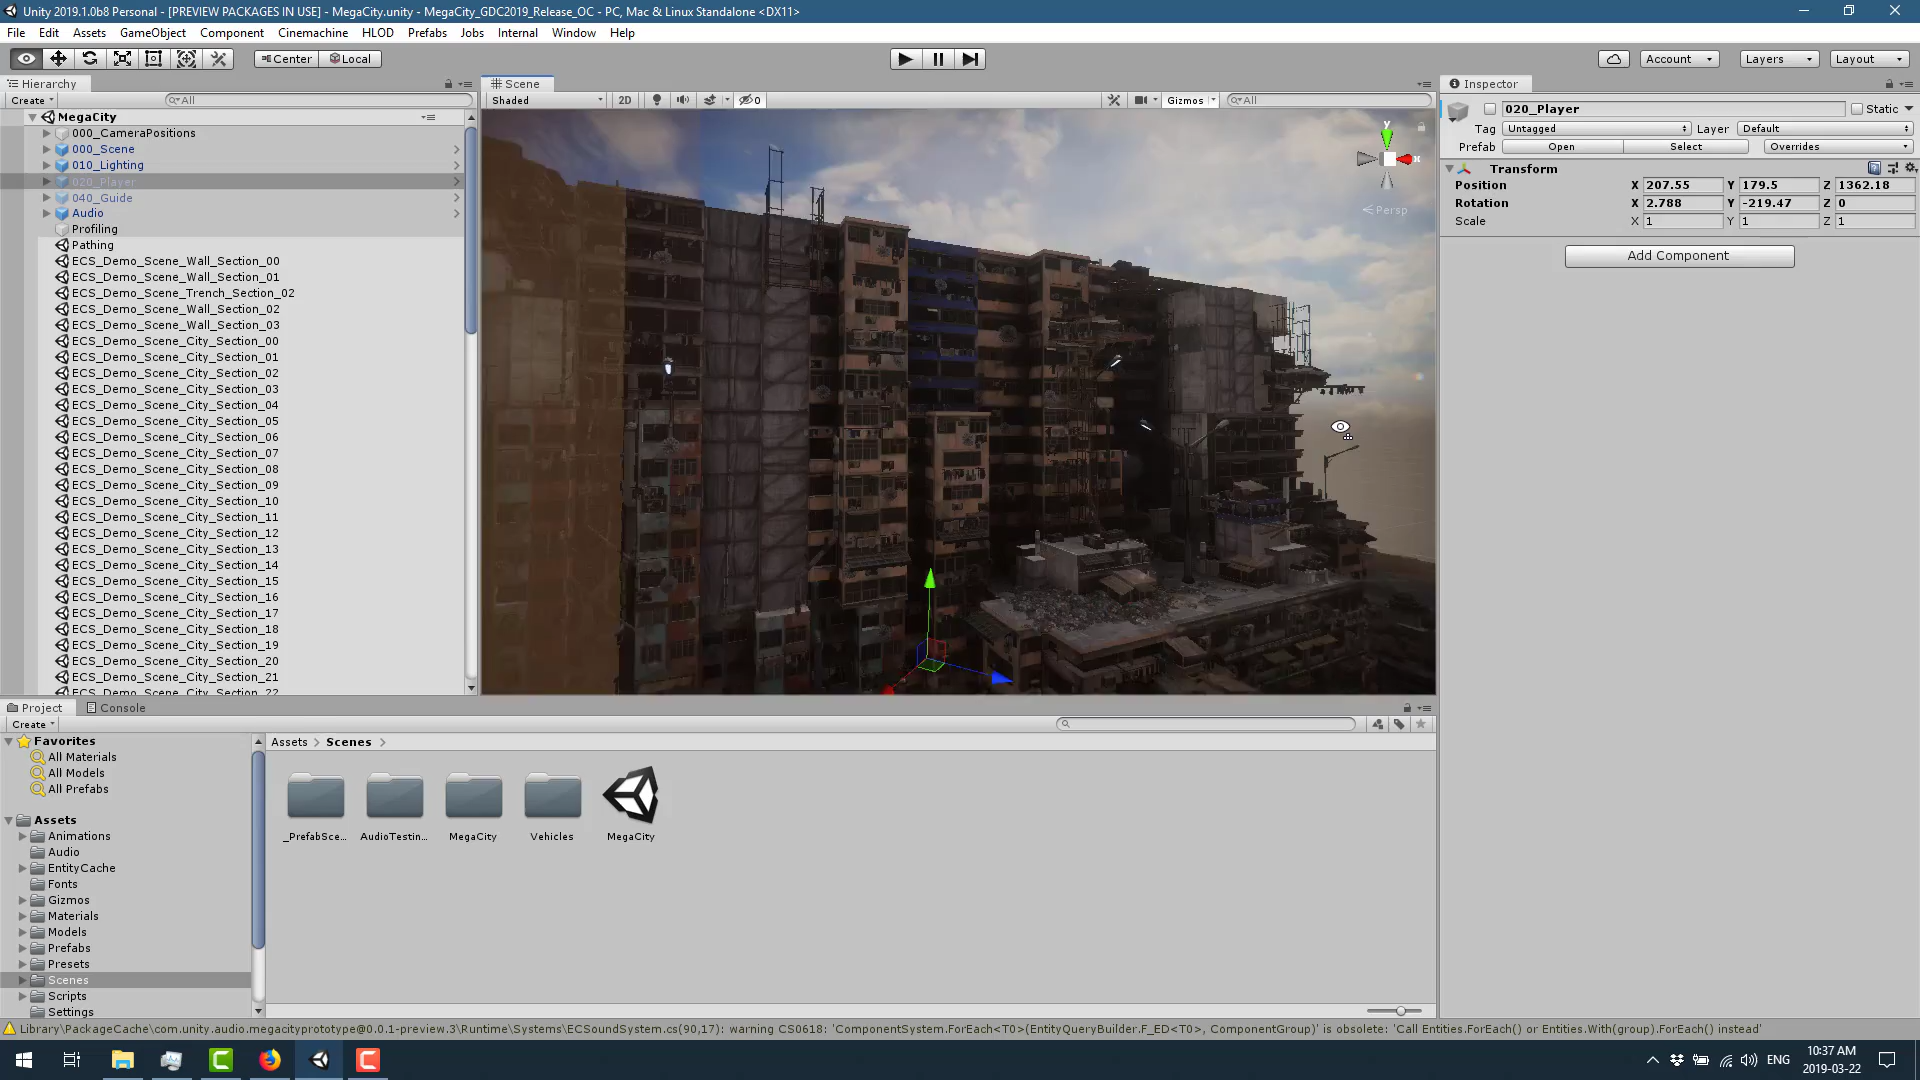 Unity 2019.1.0b8 Personal - [PREVIEW PACKAGES IN USE] - MegaCity.unity - MegaCity_GDC2019_Release_OC - PC, Mac & Linux Standalone <DX11>
File Edit Assets GameObject Component Cinemachine HLOD Prefabs Jobs Internal Window Help
Center Local Account Layers Layout
Hierarchy
Create All
MegaCity
000_CameraPositions
000_Scene
010_Lighting
020_Player
040_Guide
Audio
Profiling
Pathing
ECS_Demo_Scene_Wall_Section_00
ECS_Demo_Scene_Wall_Section_01
ECS_Demo_Scene_Trench_Section_02
ECS_Demo_Scene_Wall_Section_02
ECS_Demo_Scene_Wall_Section_03
ECS_Demo_Scene_City_Section_00
ECS_Demo_Scene_City_Section_01
ECS_Demo_Scene_City_Section_02
ECS_Demo_Scene_City_Section_03
ECS_Demo_Scene_City_Section_04
ECS_Demo_Scene_City_Section_05
ECS_Demo_Scene_City_Section_06
ECS_Demo_Scene_City_Section_07
ECS_Demo_Scene_City_Section_08
ECS_Demo_Scene_City_Section_09
ECS_Demo_Scene_City_Section_10
ECS_Demo_Scene_City_Section_11
ECS_Demo_Scene_City_Section_12
ECS_Demo_Scene_City_Section_13
ECS_Demo_Scene_City_Section_14
ECS_Demo_Scene_City_Section_15
ECS_Demo_Scene_City_Section_16
ECS_Demo_Scene_City_Section_17
ECS_Demo_Scene_City_Section_18
ECS_Demo_Scene_City_Section_19
ECS_Demo_Scene_City_Section_20
ECS_Demo_Scene_City_Section_21
ECS_Demo_Scene_City_Section_22
Scene
Shaded 2D 0 Gizmos All
y
x
Persp
Inspector
020_Player Static
Tag Untagged Layer Default
Prefab Open Select Overrides
Transform
Position X 207.55 Y 179.5 Z 1362.18
Rotation X 2.788 Y -219.47 Z 0
Scale X 1 Y 1 Z 1
Add Component
Project Console
Create
Favorites
All Materials
All Models
All Prefabs
Assets
Animations
Audio
EntityCache
Fonts
Gizmos
Materials
Models
Prefabs
Presets
Scenes
Scripts
Settings
Assets > Scenes >
_PrefabSce... AudioTestin... MegaCity Vehicles MegaCity
Library\PackageCache\com.unity.audio.megacityprototype@0.0.1-preview.3\Runtime\Systems\ECSoundSystem.cs(90,17): warning CS0618: 'ComponentSystem.ForEach<T0>(EntityQueryBuilder.F_ED<T0>, ComponentGroup)' is obsolete: 'Call Entities.ForEach() or Entities.With(group).ForEach() instead'
ENG
10:37 AM
2019-03-22